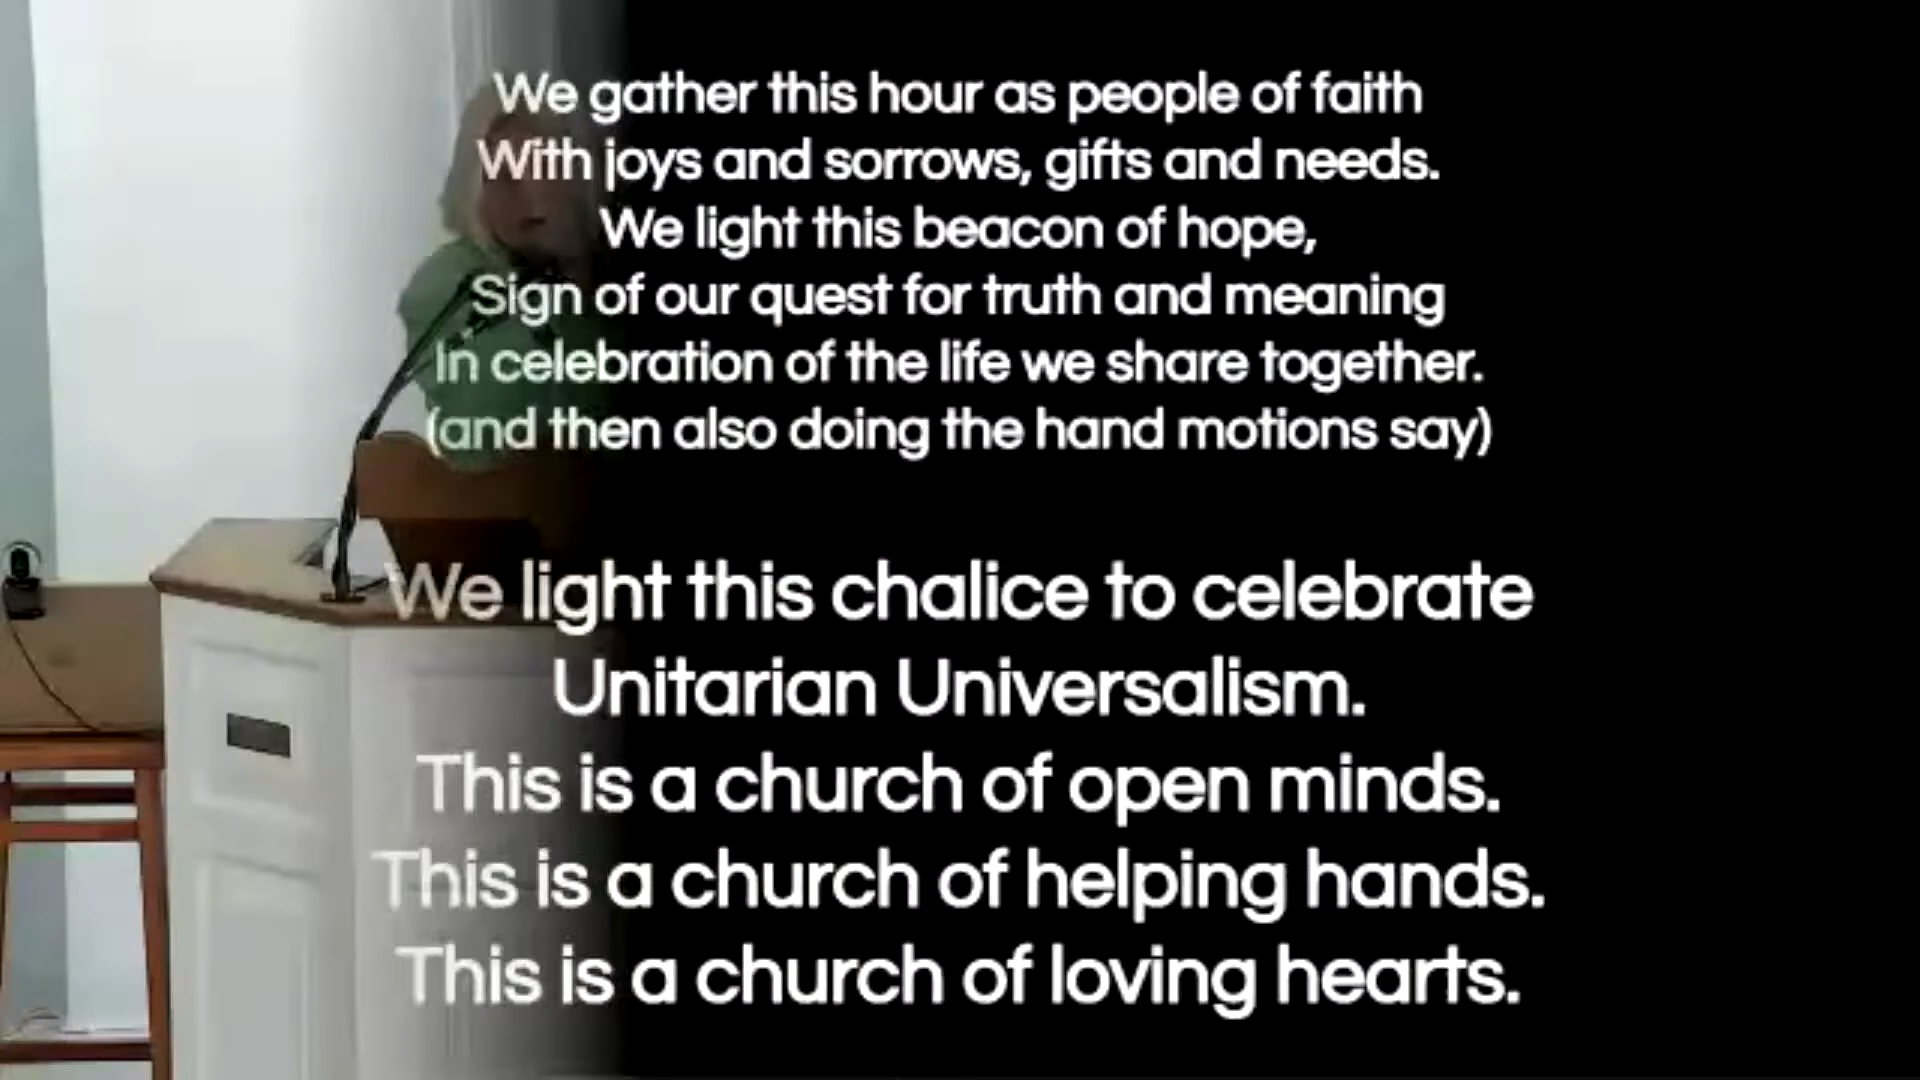 We gather this hour as people of faith
With joys and sorrows, gifts and needs.
We light this beacon of hope,
Sign of our quest for truth and meaning
In celebration of the life we share together.
(and then also doing the hand motions say)
We light this chalice to celebrate
Unitarian Universalism.
This is a church of open minds.
This is a church of helping hands.
This is a church of loving hearts.